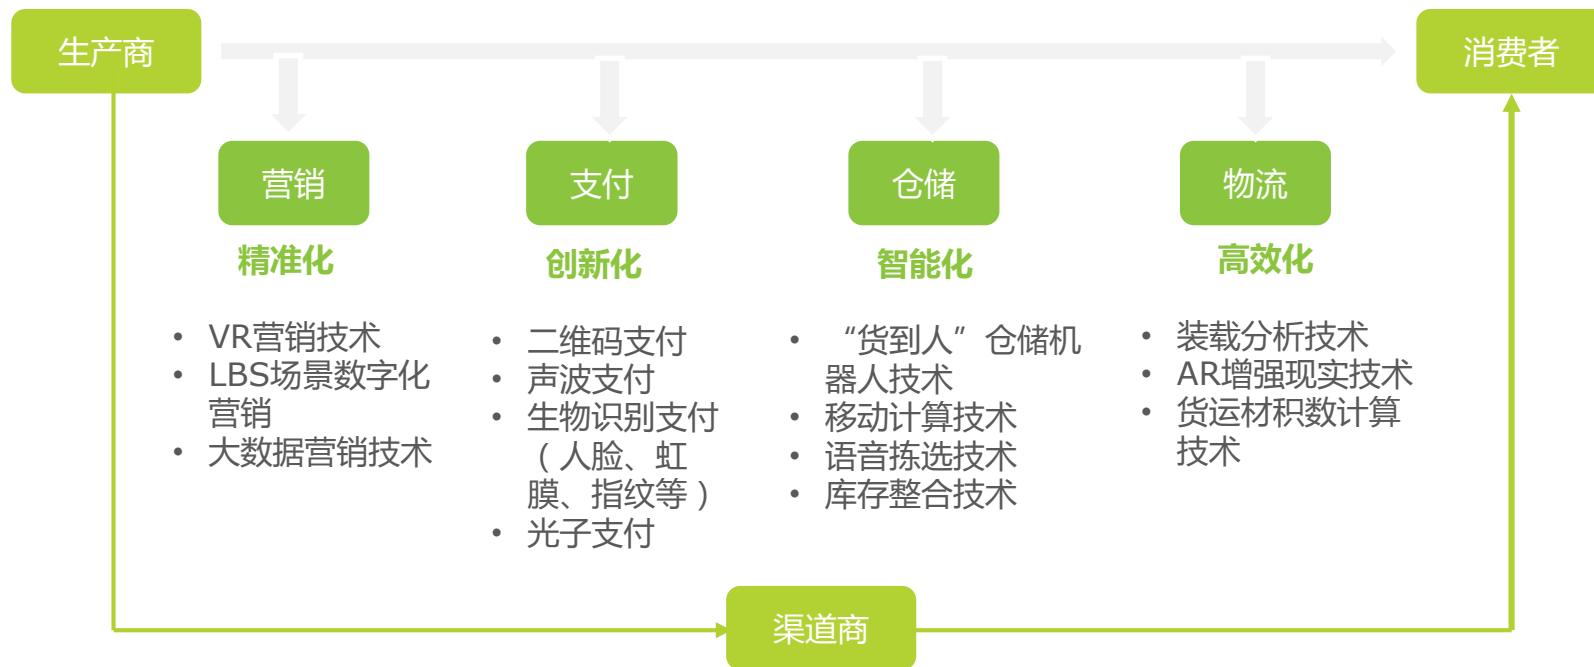 生产商
消费者
营销
支付
仓储
物流
精准化
创新化
智能化
高效化
• VR营销技术
• LBS场景数字化
营销
• 大数据营销技术
• 二维码支付
• 声波支付
• 生物识别支付
（人脸、虹
膜、指纹等）
• 光子支付
• “货到人”仓储机
器人技术
• 移动计算技术
• 语音拣选技术
• 库存整合技术
• 装载分析技术
• AR增强现实技术
• 货运材积数计算
技术
渠道商